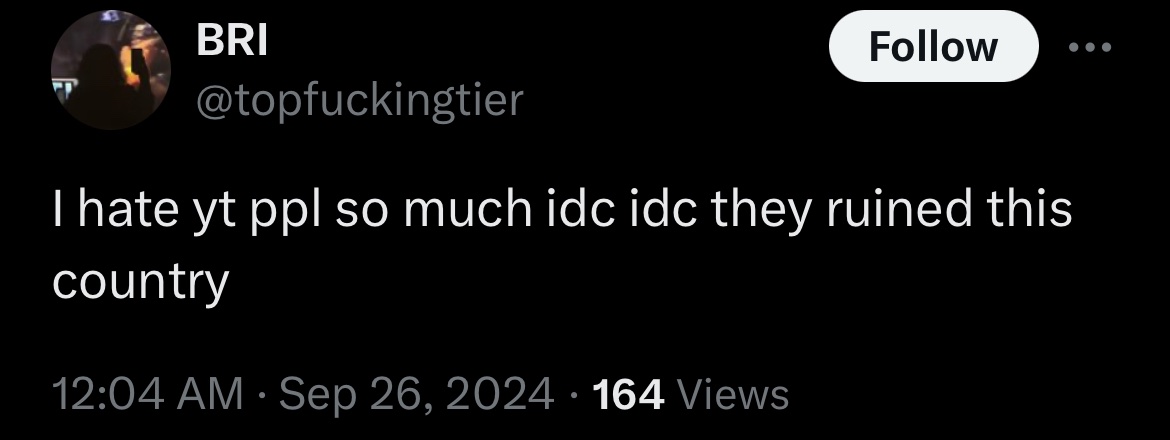 BRI
Follow
@topfuckingtier
I hate yt ppl so much idc idc they ruined this
country
12:04 AM · Sep 26, 2024 · 164 Views